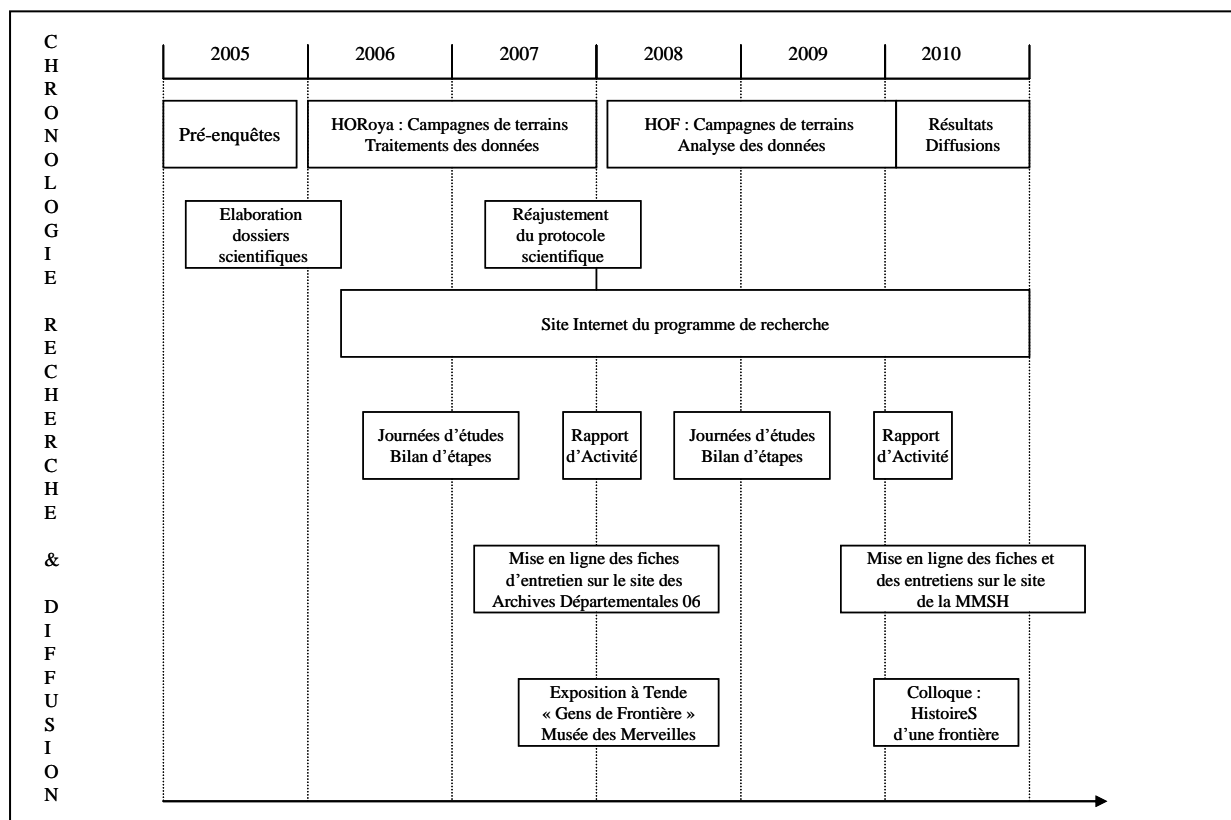 CHRONOLOGIE RECHERCHE & DIFFUSION
2005 2006 2007 2008 2009 2010
Pré-enquêtes
HORoya : Campagnes de terrains
Traitements des données
HOF : Campagnes de terrains
Analyse des données
Résultats
Diffusions
Elaboration
dossiers
scientifiques
Réajustement
du protocole
scientifique
Site Internet du programme de recherche
Journées d’études
Bilan d’étapes
Rapport
d’Activité
Journées d’études
Bilan d’étapes
Rapport
d’Activité
Mise en ligne des fiches
d’entretien sur le site des
Archives Départementales 06
Mise en ligne des fiches et
des entretiens sur le site
de la MMSH
Exposition à Tende
« Gens de Frontière »
Musée des Merveilles
Colloque :
HistoireS
d’une frontière